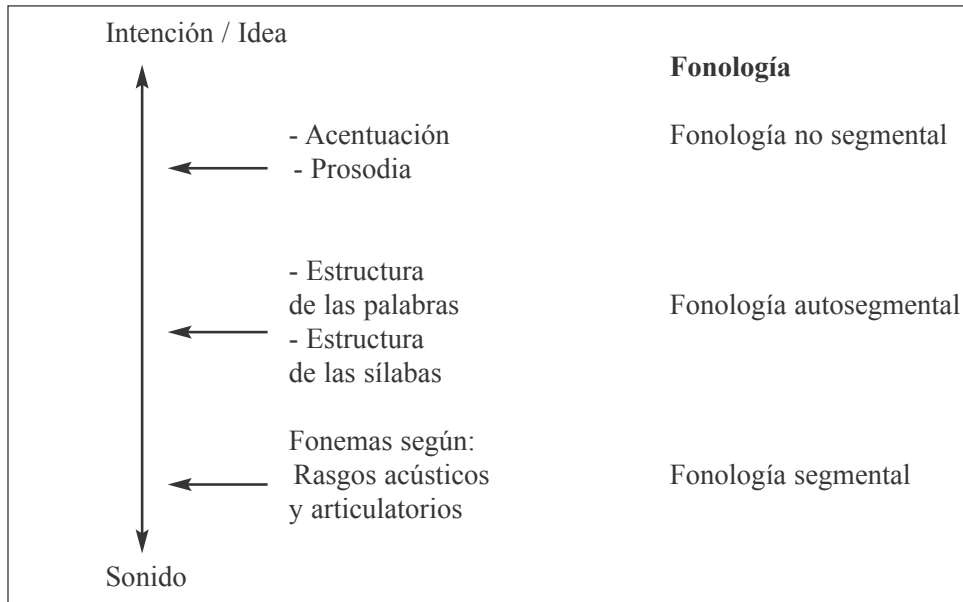 Intención / Idea
Fonología
- Acentuación
- Prosodia
Fonología no segmental
- Estructura
de las palabras
- Estructura
de las sílabas
Fonología autosegmental
Fonemas según:
Rasgos acústicos
y articulatorios
Fonología segmental
Sonido